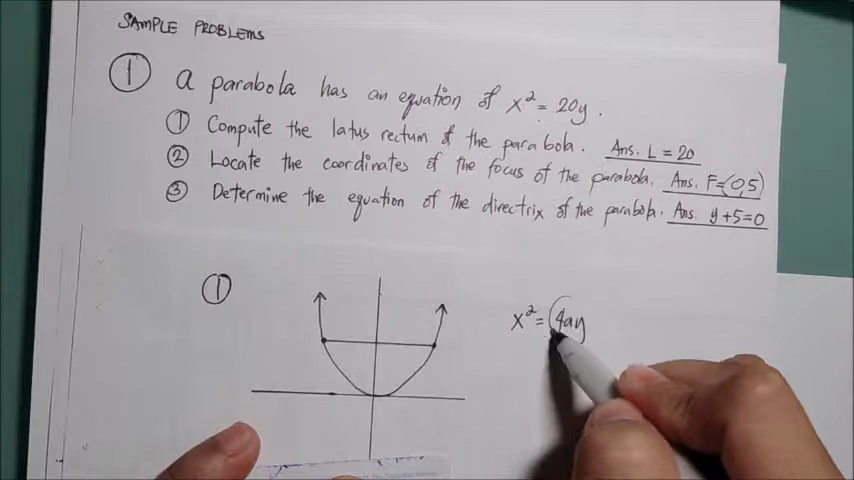 SAMPLE PROBLEMS
① a parabola has an equation of x² = 20y.
① Compute the latus rectum of the parabola. Ans. L = 20
② Locate the coordinates of the focus of the parabola. Ans. F=(0,5)
③ Determine the equation of the directrix of the parabola. Ans. y+5=0
①
x² = (4ay